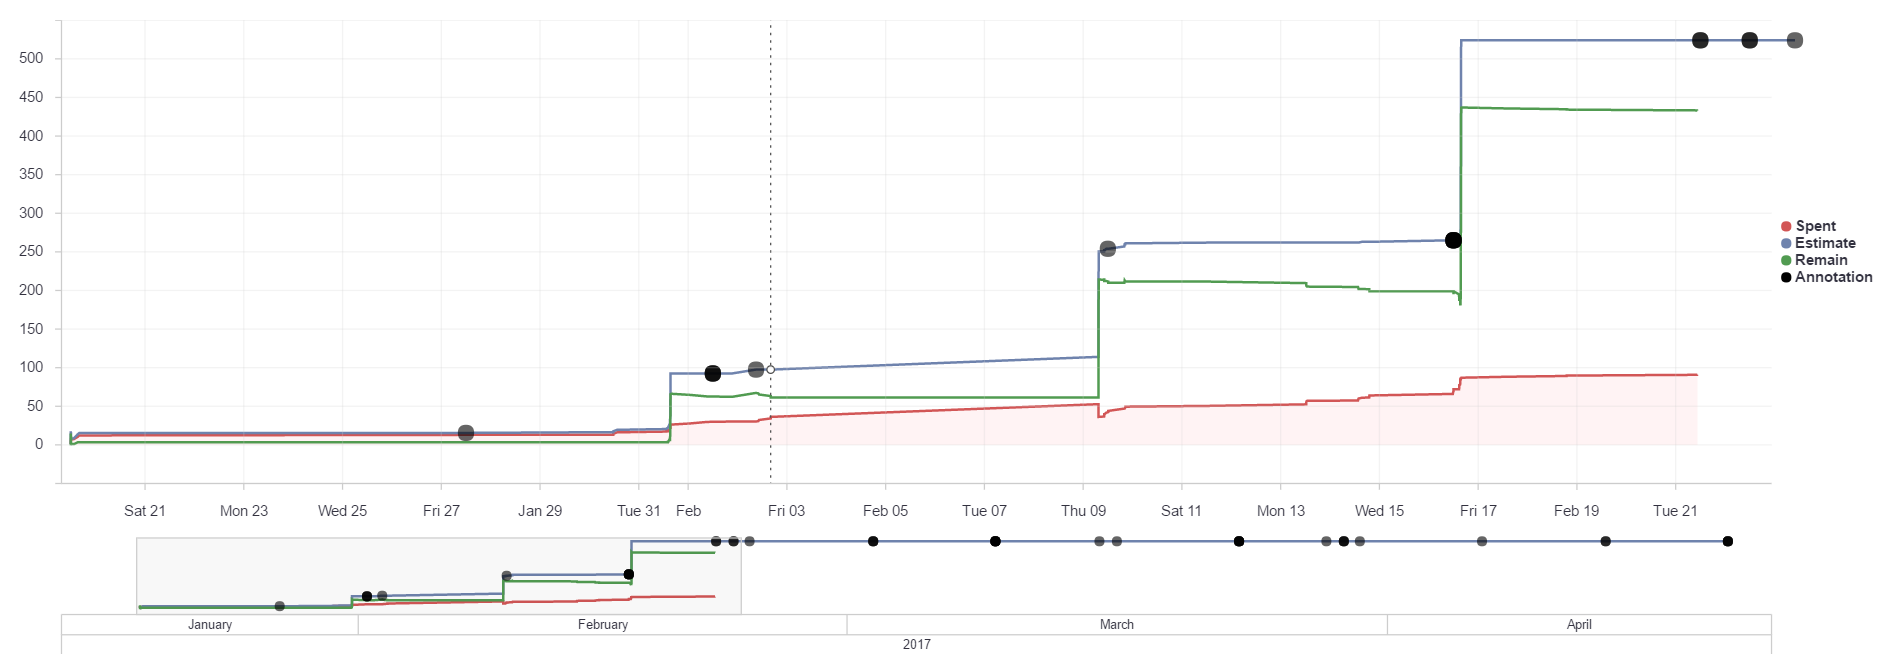 500
450
400
350
300
250
200
150
100
50
0
Spent
Estimate
Remain
Annotation
Sat 21 Mon 23 Wed 25 Fri 27 Jan 29 Tue 31 Feb Fri 03 Feb 05 Tue 07 Thu 09 Sat 11 Mon 13 Wed 15 Fri 17 Feb 19 Tue 21
January February March April
2017